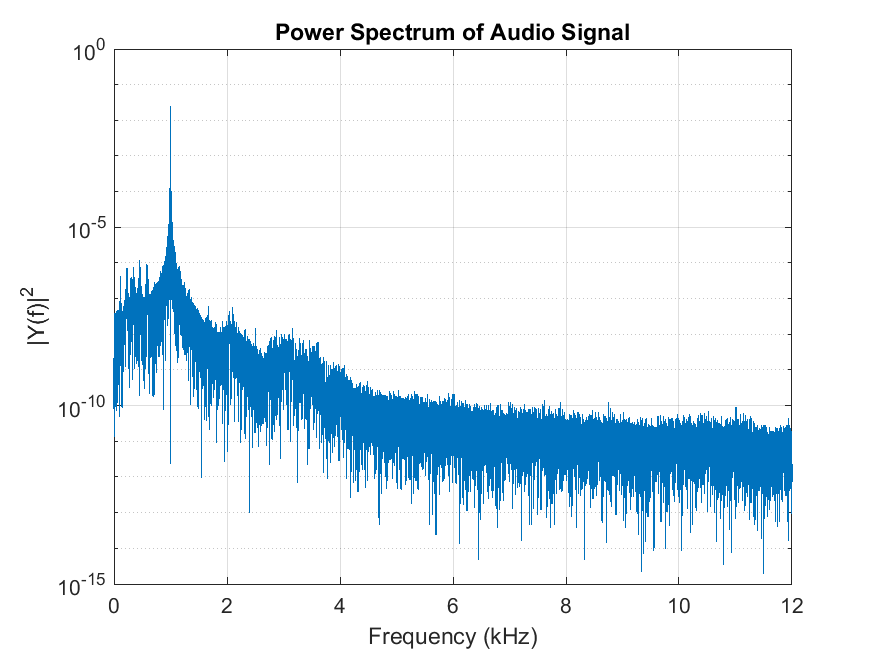 Power Spectrum of Audio Signal
10^0
10^-5
10^-10
10^-15
|Y(f)|^2
0 2 4 6 8 10 12
Frequency (kHz)